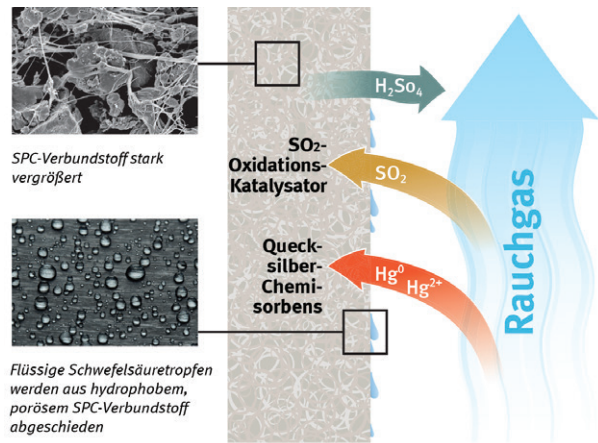 SPC-Verbundstoff stark
vergrößert
Flüssige Schwefelsäuretropfen
werden aus hydrophobem,
porösem SPC-Verbundstoff
abgeschieden
SO₂-
Oxidations-
Katalysator
Queck-
silber-
Chemi-
sorbens
H₂So₄
SO₂
Hg⁰ Hg²⁺
Rauchgas